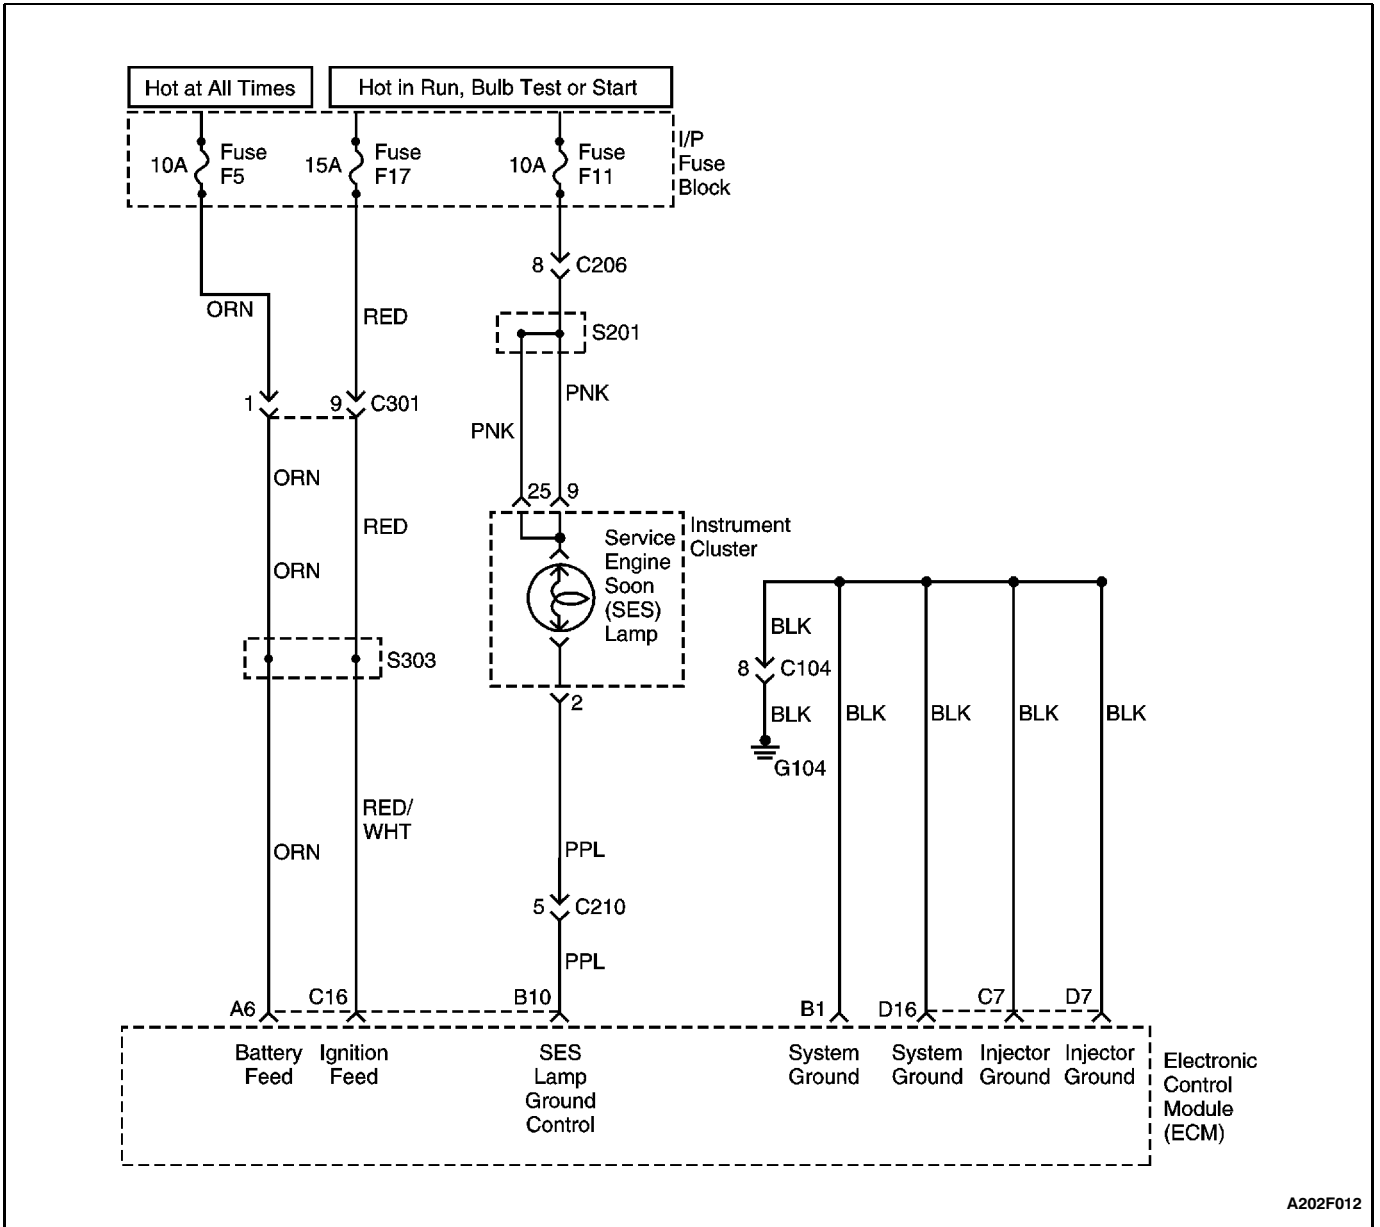 Hot at All Times
Hot in Run, Bulb Test or Start
10A
Fuse
F5
15A
Fuse
F17
10A
Fuse
F11
I/P
Fuse
Block
8
C206
ORN
RED
S201
PNK
1
9
C301
PNK
ORN
25
9
RED
Service
Engine
Soon
(SES)
Lamp
Instrument
Cluster
ORN
S303
2
BLK
8
C104
BLK
G104
BLK
BLK
BLK
BLK
RED/
WHT
ORN
PPL
5
C210
PPL
A6
C16
B10
B1
D16
C7
D7
Battery
Feed
Ignition
Feed
SES
Lamp
Ground
Control
System
Ground
System
Ground
Injector
Ground
Injector
Ground
Electronic
Control
Module
(ECM)
A202F012